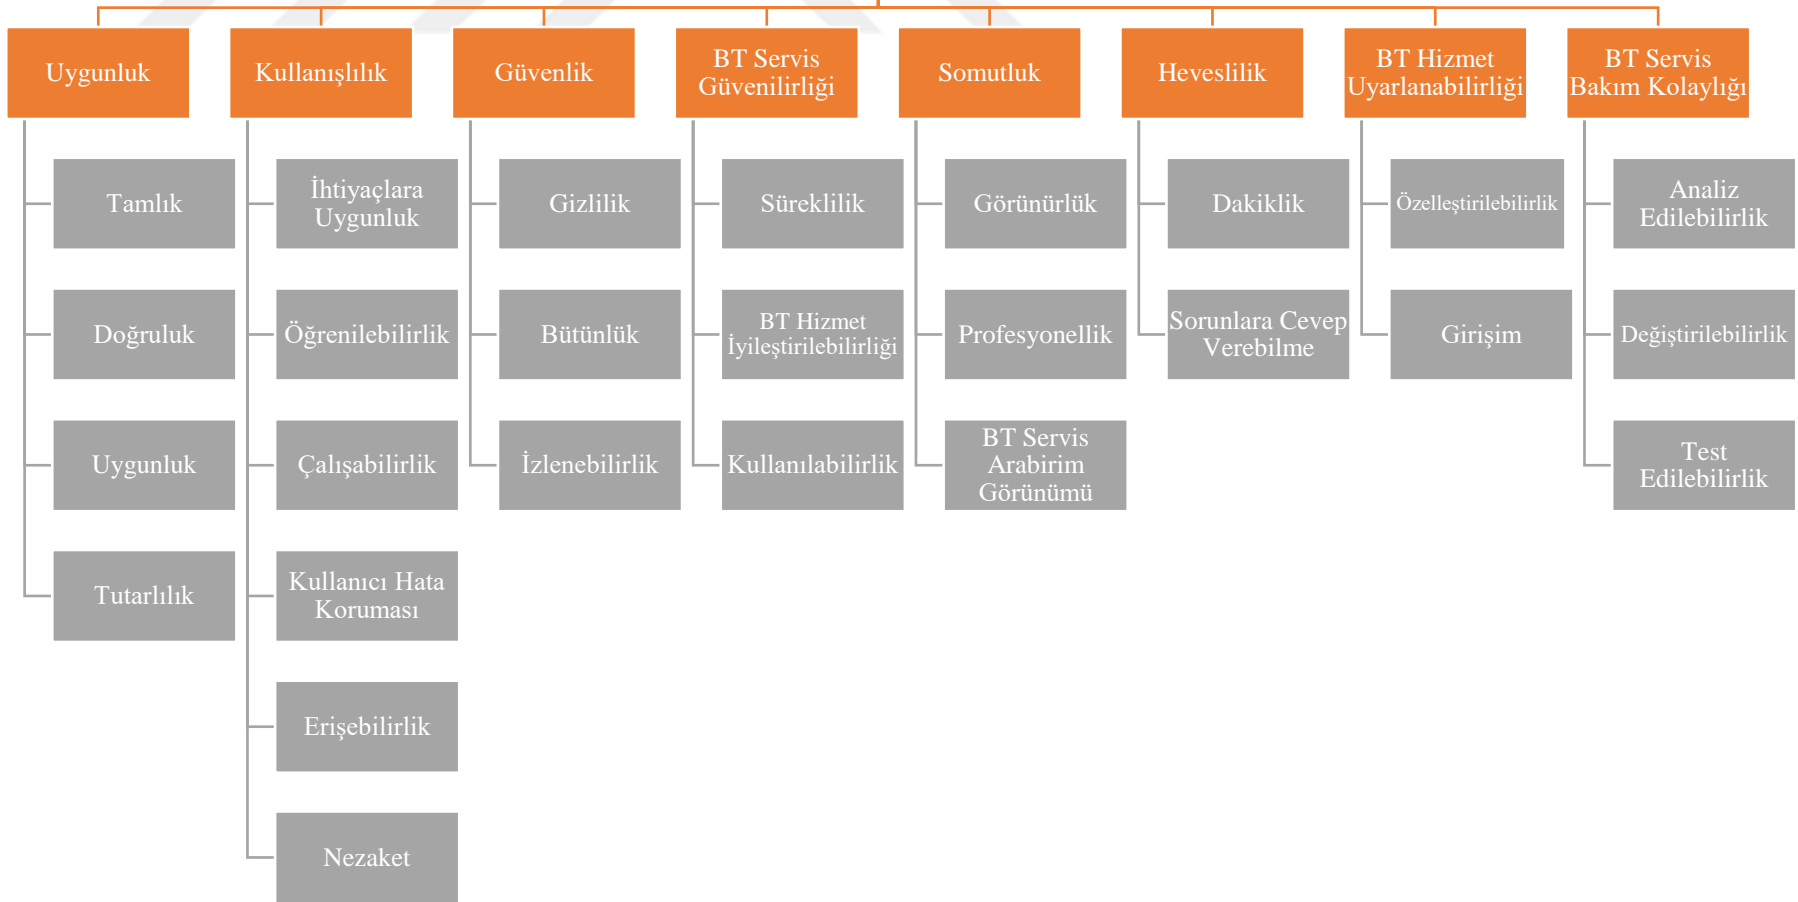 Uygunluk
Tamlık
Doğruluk
Uygunluk
Tutarlılık
Kullanışlılık
İhtiyaçlara
Uygunluk
Öğrenilebilirlik
Çalışabilirlik
Kullanıcı Hata
Koruması
Erişebilirlik
Nezaket
Güvenlik
Gizlilik
Bütünlük
İzlenebilirlik
BT Servis
Güvenilirliği
Süreklilik
BT Hizmet
İyileştirilebilirliği
Kullanılabilirlik
Somutluk
Görünürlük
Profesyonellik
BT Servis
Arabirim
Görünümü
Heveslilik
Dakiklik
Sorunlara Cevep
Verebilme
BT Hizmet
Uyarlanabilirliği
Özelleştirilebilirlik
Girişim
BT Servis
Bakım Kolaylığı
Analiz
Edilebilirlik
Değiştirilebilirlik
Test
Edilebilirlik